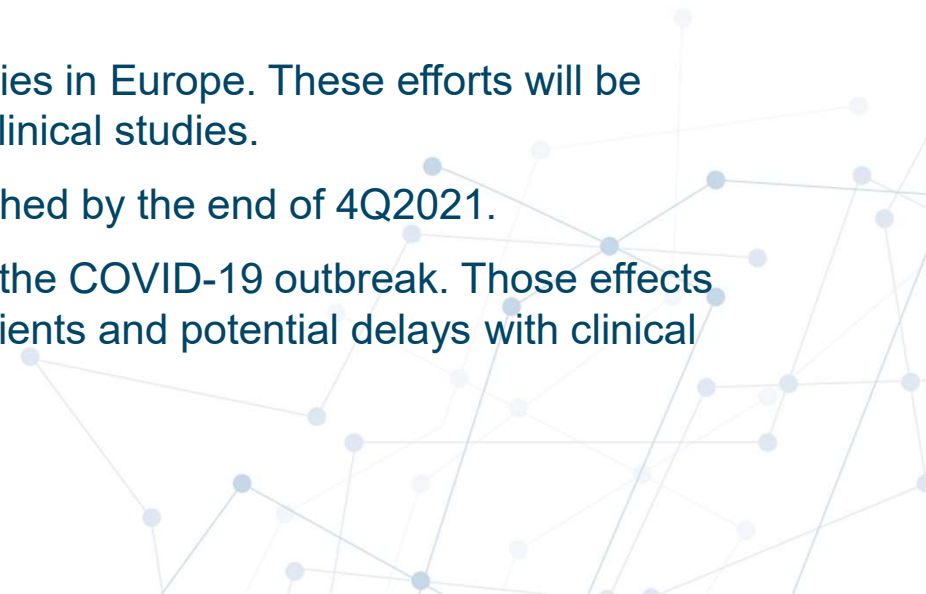 ies in Europe. These efforts will be
linical studies.
hed by the end of 4Q2021.
the COVID-19 outbreak. Those effects
ients and potential delays with clinical